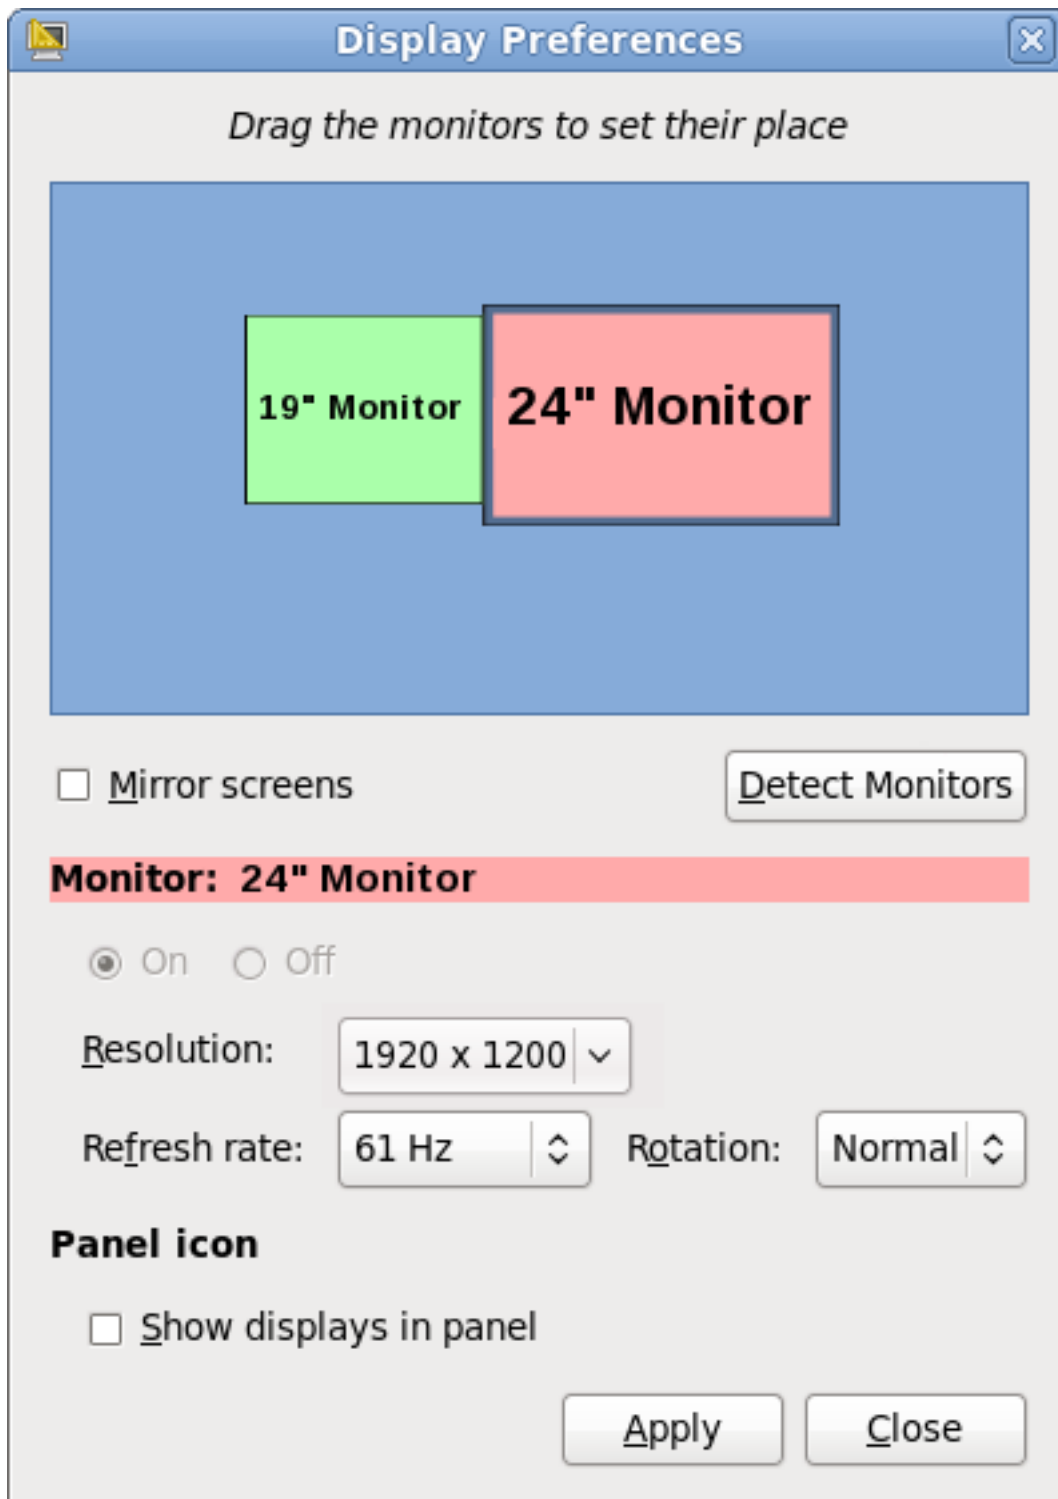 Display Preferences
Drag the monitors to set their place
19" Monitor
24" Monitor
Mirror screens
Detect Monitors
Monitor: 24" Monitor
On Off
Resolution: 1920 x 1200
Refresh rate: 61 Hz Rotation: Normal
Panel icon
Show displays in panel
Apply Close